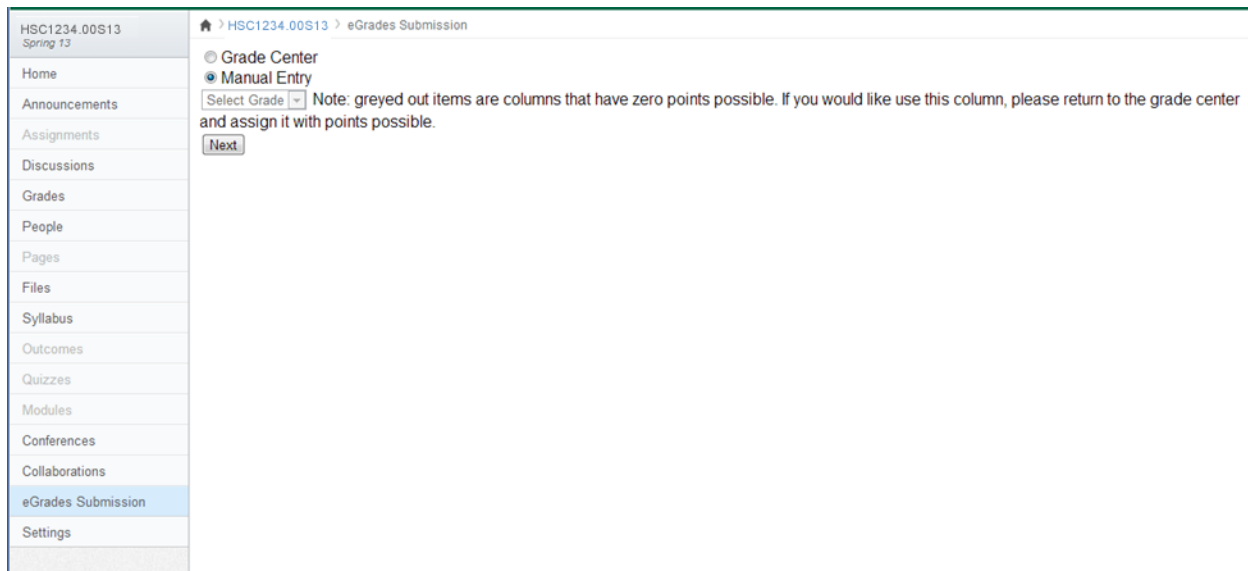 HSC1234.00S13
Spring 13
Home
Announcements
Assignments
Discussions
Grades
People
Pages
Files
Syllabus
Outcomes
Quizzes
Modules
Conferences
Collaborations
eGrades Submission
Settings
HSC1234.00S13 > eGrades Submission
Grade Center
Manual Entry
Select Grade Note: greyed out items are columns that have zero points possible. If you would like use this column, please return to the grade center
and assign it with points possible.
Next